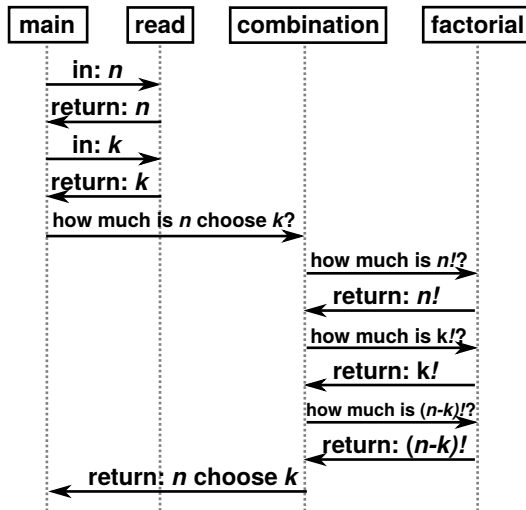 main read combination factorial
in: n
return: n
in: k
return: k
how much is n choose k?
how much is n!?
return: n!
how much is k!?
return: k!
how much is (n-k)!?
return: (n-k)!
return: n choose k